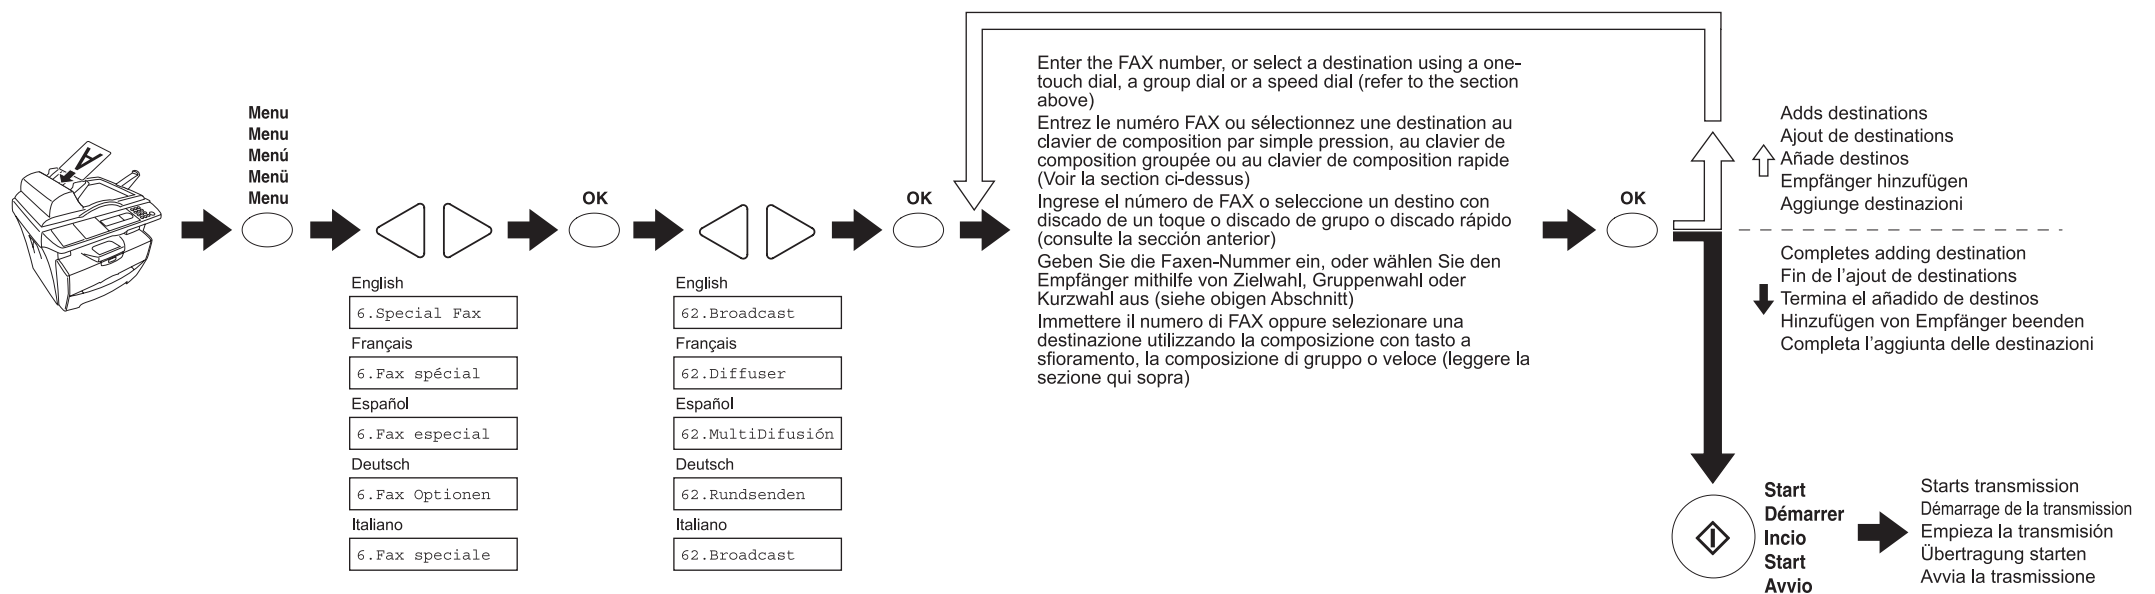 Menu
Menu
Menú
Menü
Menu
English
6.Special Fax
Français
6.Fax spécial
Español
6.Fax especial
Deutsch
6.Fax Optionen
Italiano
6.Fax speciale
OK
English
62.Broadcast
Français
62.Diffuser
Español
62.MultiDifusión
Deutsch
62.Rundsenden
Italiano
62.Broadcast
OK
Enter the FAX number, or select a destination using a one-
touch dial, a group dial or a speed dial (refer to the section
above)
Entrez le numéro FAX ou sélectionnez une destination au
clavier de composition par simple pression, au clavier de
composition groupée ou au clavier de composition rapide
(Voir la section ci-dessus)
Ingrese el número de FAX o seleccione un destino con
discado de un toque o discado de grupo o discado rápido
(consulte la sección anterior)
Geben Sie die Faxen-Nummer ein, oder wählen Sie den
Empfänger mithilfe von Zielwahl, Gruppenwahl oder
Kurzwahl aus (siehe obigen Abschnitt)
Immettere il numero di FAX oppure selezionare una
destinazione utilizzando la composizione con tasto a
sfioramento, la composizione di gruppo o veloce (leggere la
sezione qui sopra)
OK
Adds destinations
Ajout de destinations
Añade destinos
Empfänger hinzufügen
Aggiunge destinazioni
Completes adding destination
Fin de l'ajout de destinations
Termina el añadido de destinos
Hinzufügen von Empfänger beenden
Completa l'aggiunta delle destinazioni
Start
Démarrer
Incio
Start
Avvio
Starts transmission
Démarrage de la transmission
Empieza la transmisión
Übertragung starten
Avvia la trasmissione